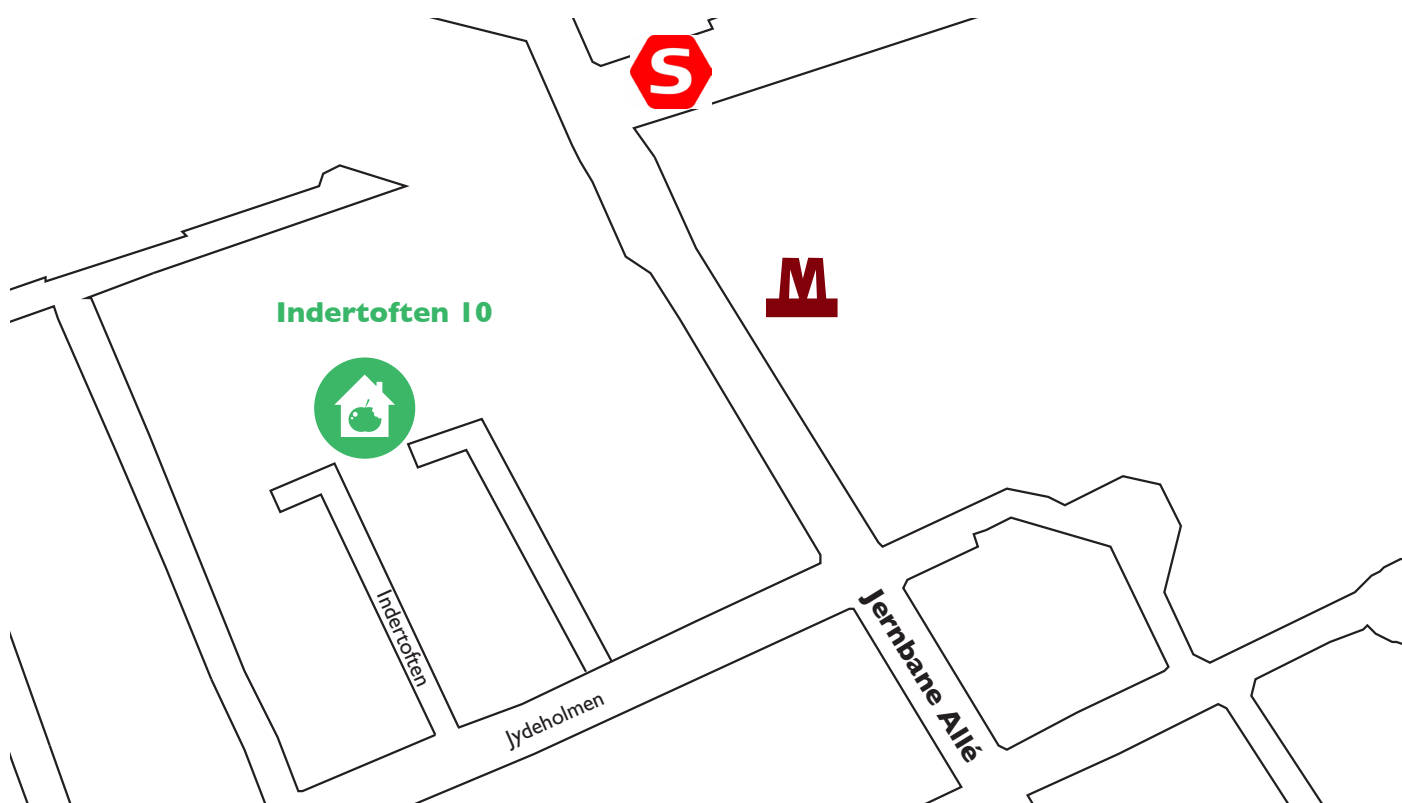 S
M
Indertoften 10
Indertoften
Jernbane Allé
Jydeholmen